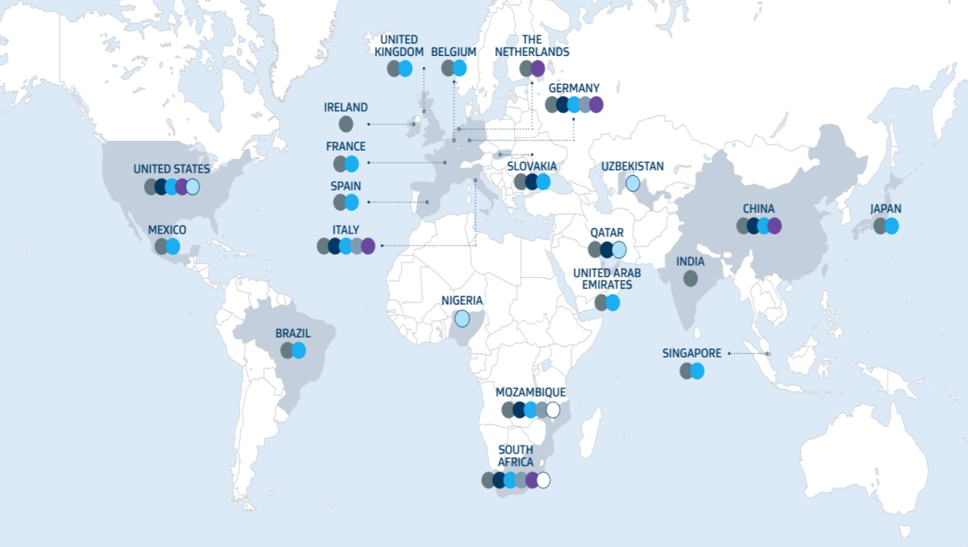 UNITED
KINGDOM
BELGIUM
THE
NETHERLANDS
GERMANY
IRELAND
FRANCE
SPAIN
ITALY
SLOVAKIA
UZBEKISTAN
UNITED STATES
MEXICO
CHINA
JAPAN
QATAR
INDIA
UNITED ARAB
EMIRATES
NIGERIA
BRAZIL
SINGAPORE
MOZAMBIQUE
SOUTH
AFRICA